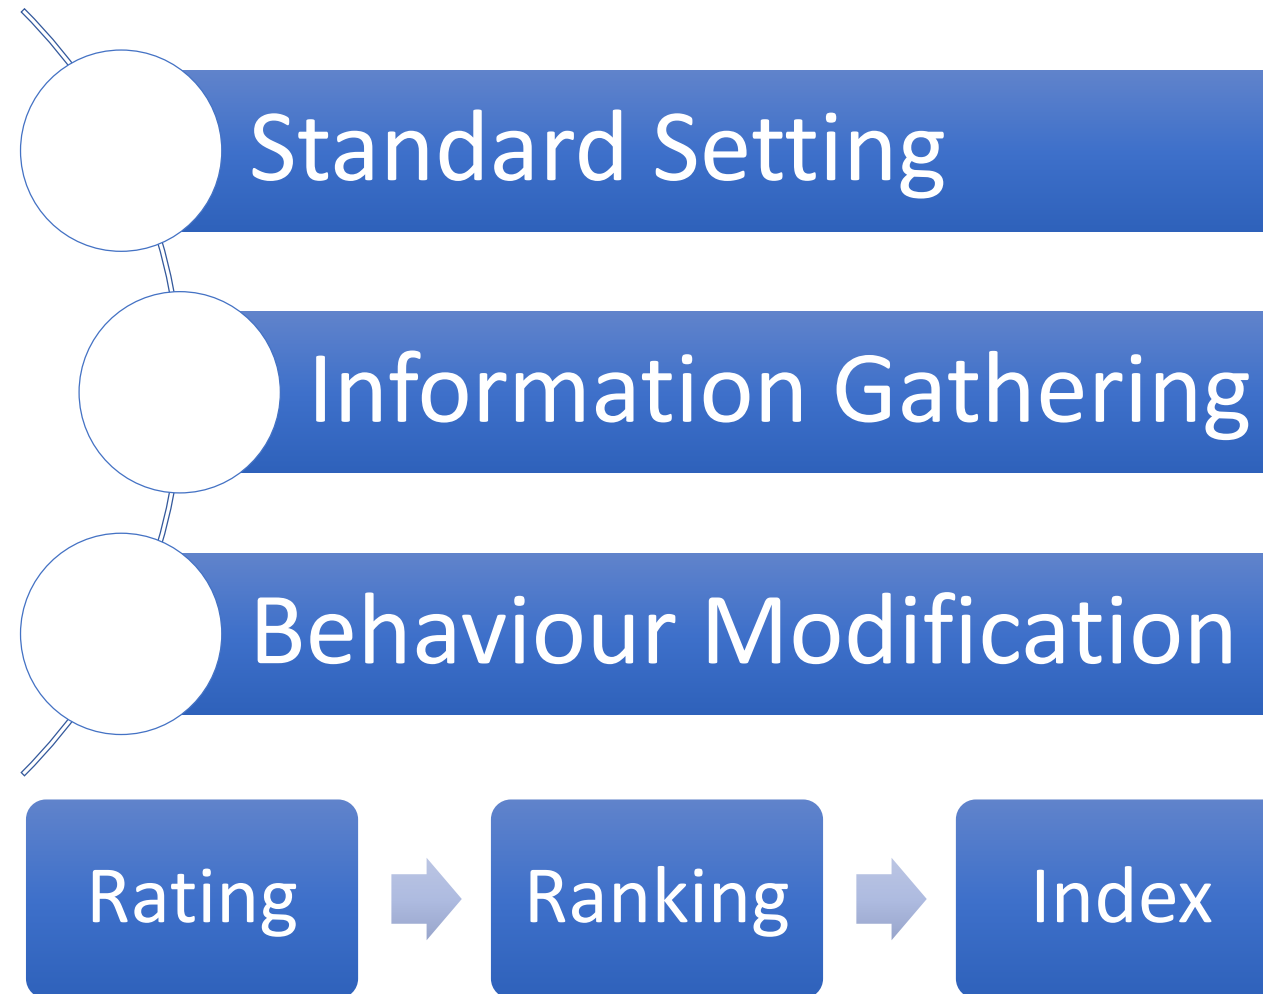 Standard Setting
Information Gathering
Behaviour Modification
Rating
Ranking
Index